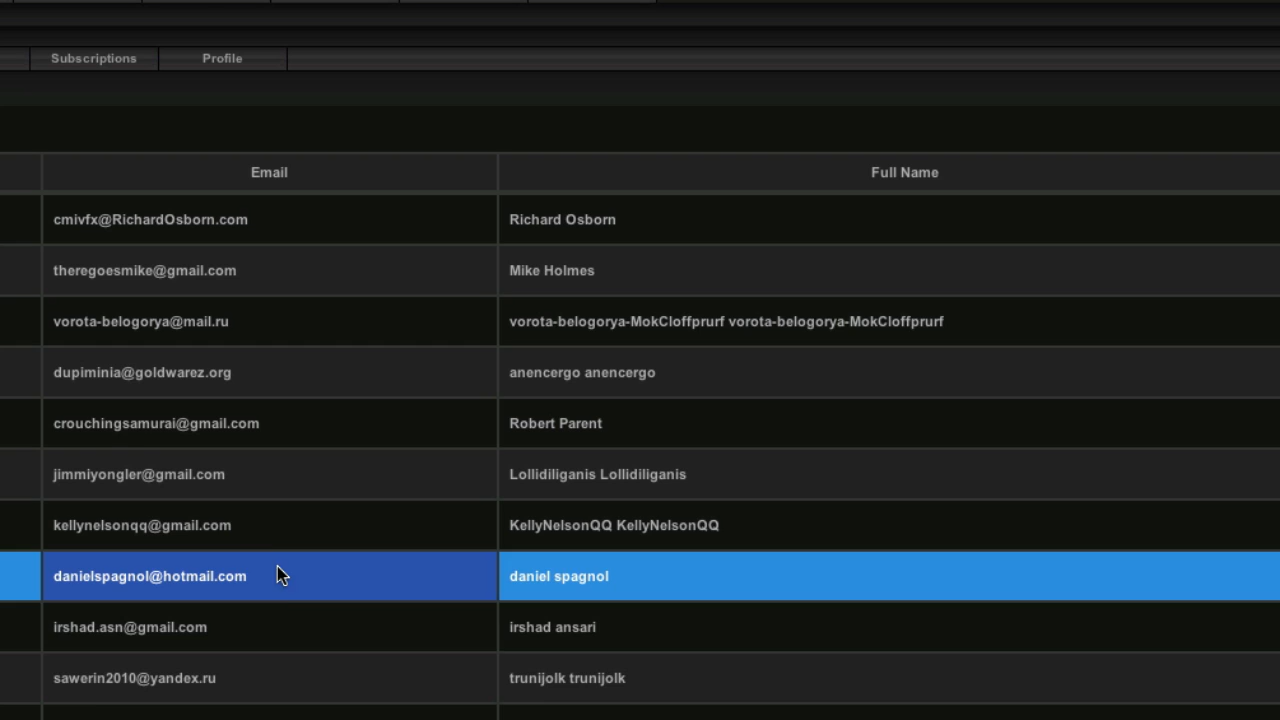 Subscriptions Profile
Email Full Name
cmivfx@RichardOsborn.com Richard Osborn
theregoesmike@gmail.com Mike Holmes
vorota-belogorya@mail.ru vorota-belogorya-MokCloffprurf vorota-belogorya-MokCloffprurf
dupiminia@goldwarez.org anencergo anencergo
crouchingsamurai@gmail.com Robert Parent
jimmiyongler@gmail.com Lollidiliganis Lollidiliganis
kellynelsonqq@gmail.com KellyNelsonQQ KellyNelsonQQ
danielspagnol@hotmail.com daniel spagnol
irshad.asn@gmail.com irshad ansari
sawerin2010@yandex.ru trunijolk trunijolk